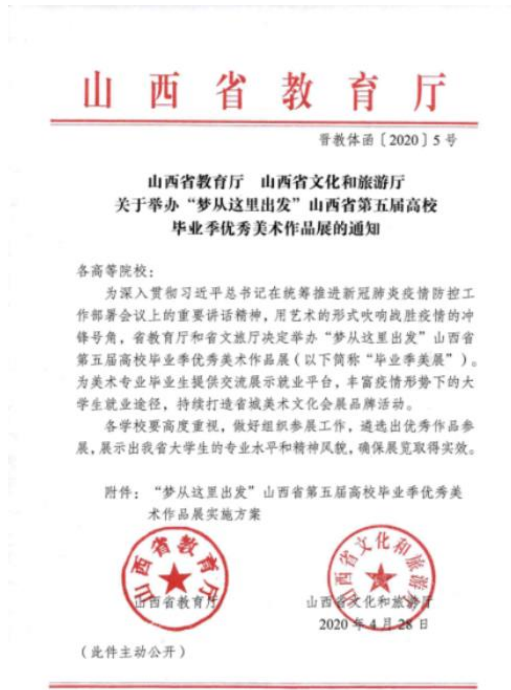 山西省教育厅
晋教体函〔2020〕5号
山西省教育厅 山西省文化和旅游厅
关于举办“梦从这里出发”山西省第五届高校
毕业季优秀美术作品展的通知
各高等院校：
为深入贯彻习近平总书记在统筹推进新冠肺炎疫情防控工
作部署会议上的重要讲话精神，用艺术的形式吹响战胜疫情的冲
锋号角，省教育厅和省文旅厅决定举办“梦从这里出发”山西省
第五届高校毕业季优秀美术作品展（以下简称“毕业季美展”）。
为美术专业毕业生提供交流展示就业平台，丰富疫情形势下的大
学生就业途径，持续打造省城美术文化会展品牌活动。
各学校要高度重视，做好组织参展工作，遴选出优秀作品参
展，展示出我省大学生的专业水平和精神风貌，确保展览取得实效。
附件：“梦从这里出发”山西省第五届高校毕业季优秀美
术作品展实施方案
山西省教育厅
山西省文化和旅游厅
山西省教育厅 山西省文化和旅游厅
2020年4月28日
（此件主动公开）